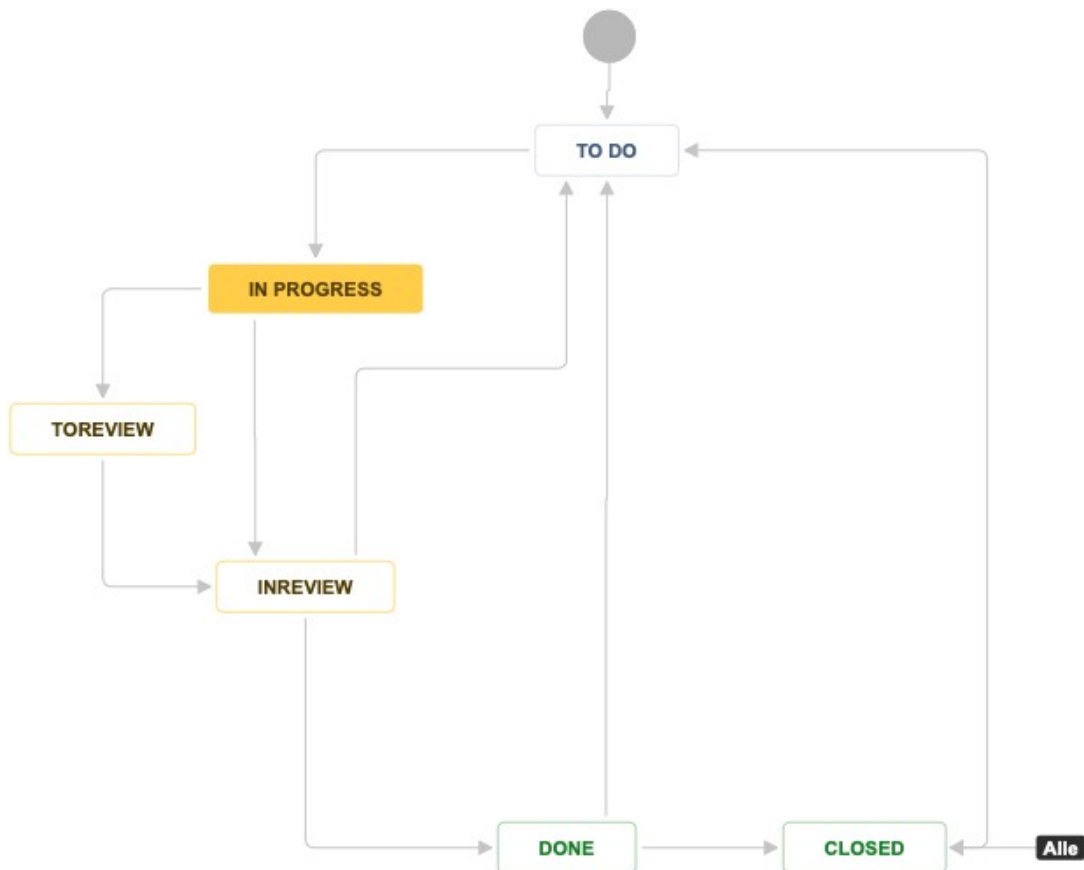 TO DO
IN PROGRESS
TOREVIEW
INREVIEW
DONE
CLOSED
Alle